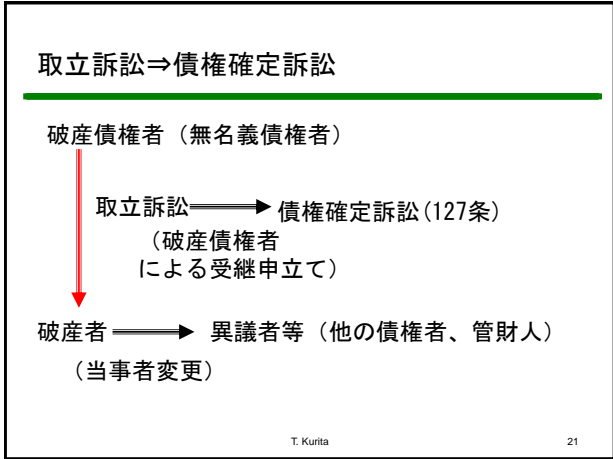 取立訴訟⇒債権確定訴訟
破産債権者（無名義債権者）
取立訴訟 債権確定訴訟(127条)
（破産債権者
による受継申立て）
破産者 異議者等（他の債権者、管財人）
（当事者変更）
T. Kurita 21